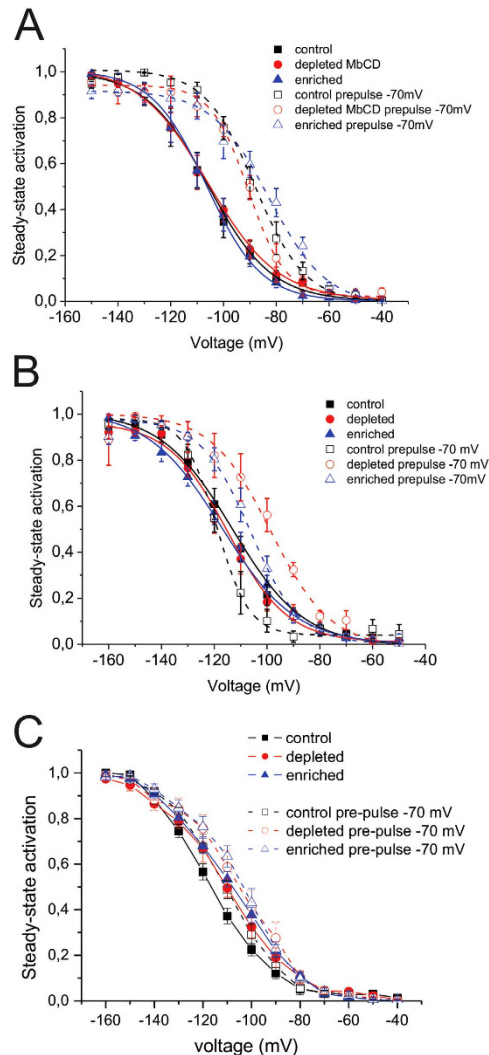 A
control
depleted MbCD
enriched
control prepulse -70mV
depleted MbCD prepulse -70mV
enriched prepulse -70mV
Steady-state activation
1,0
0,8
0,6
0,4
0,2
0,0
-160 -140 -120 -100 -80 -60 -40
Voltage (mV)
B
control
depleted
enriched
control prepulse -70 mV
depleted prepulse -70 mV
enriched prepulse -70mV
Steady-state activation
1,0
0,8
0,6
0,4
0,2
0,0
-160 -140 -120 -100 -80 -60
Voltage (mV)
C
control
depleted
enriched
control pre-pulse -70 mV
depleted pre-pulse -70 mV
enriched pre-pulse -70 mV
Steady-state activation
1,0
0,8
0,6
0,4
0,2
0,0
-160 -140 -120 -100 -80 -60 -40
voltage (mV)